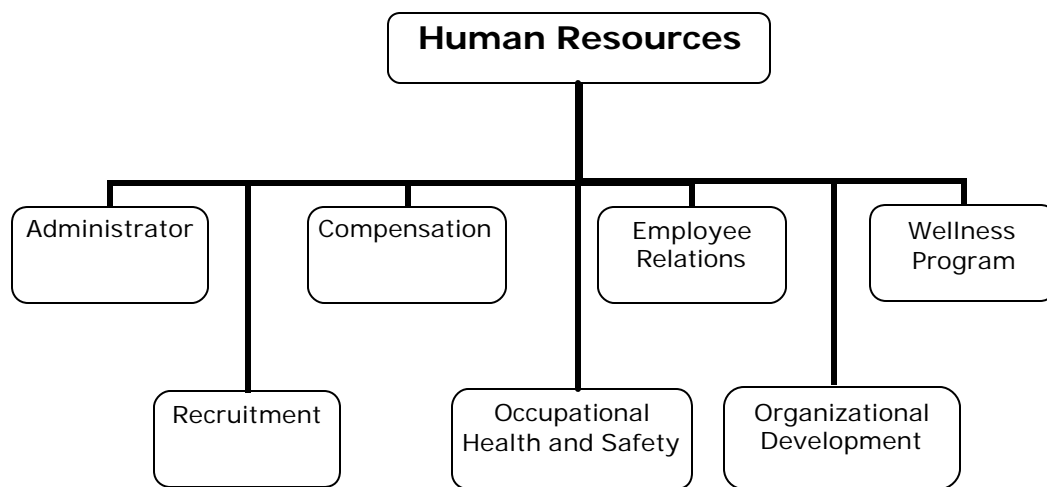 Human Resources
Administrator
Compensation
Employee
Relations
Wellness
Program
Recruitment
Occupational
Health and Safety
Organizational
Development